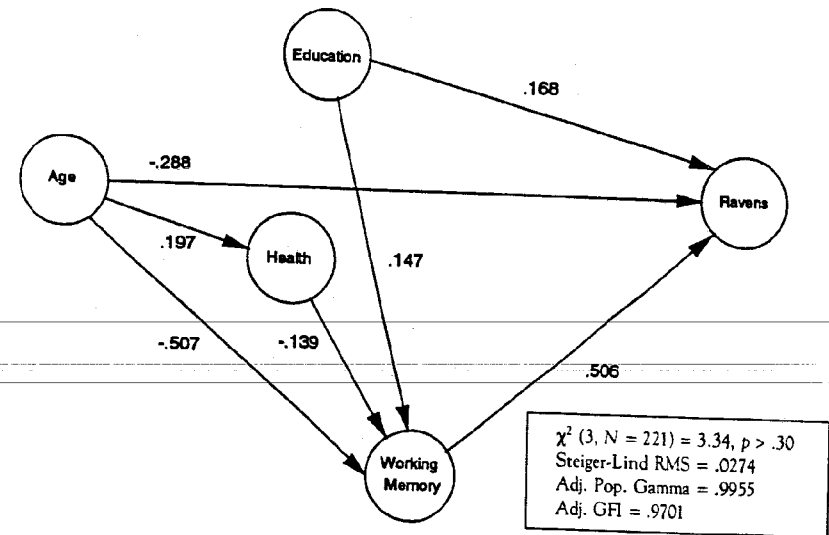 Education
.168
-.288
Age
Ravens
.197
Health
.147
-.507
-.139
.506
Working
Memory
χ² (3, N = 221) = 3.34, p > .30
Steiger-Lind RMS = .0274
Adj. Pop. Gamma = .9955
Adj. GFI = .9701